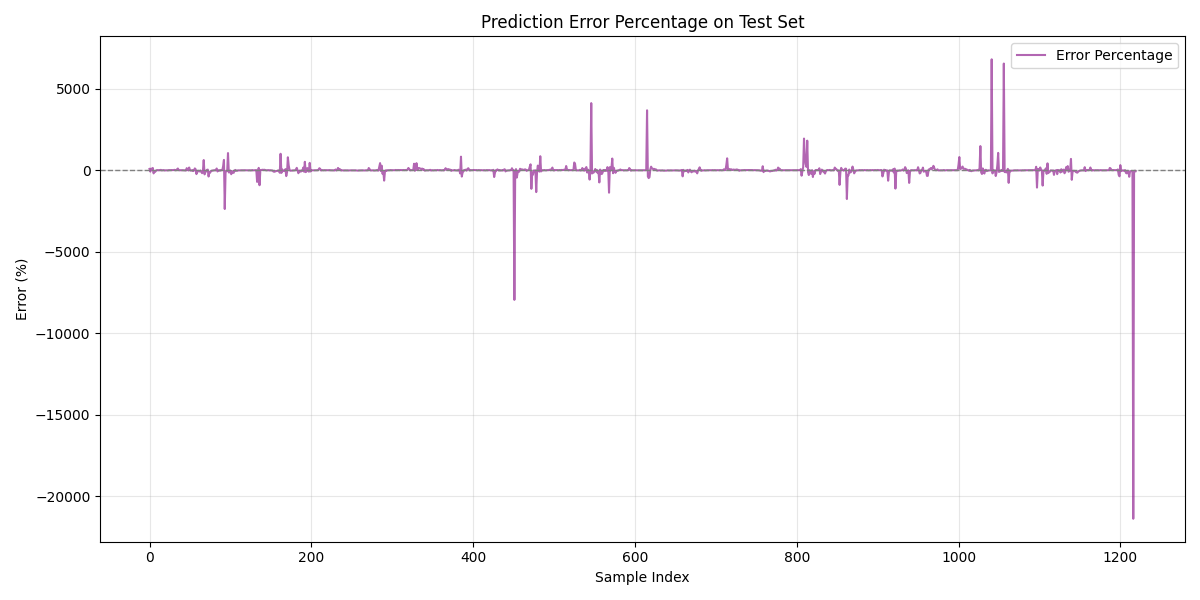 Prediction Error Percentage on Test Set
Error Percentage
5000
0
−5000
−10000
−15000
−20000
Error (%)
0 200 400 600 800 1000 1200
Sample Index